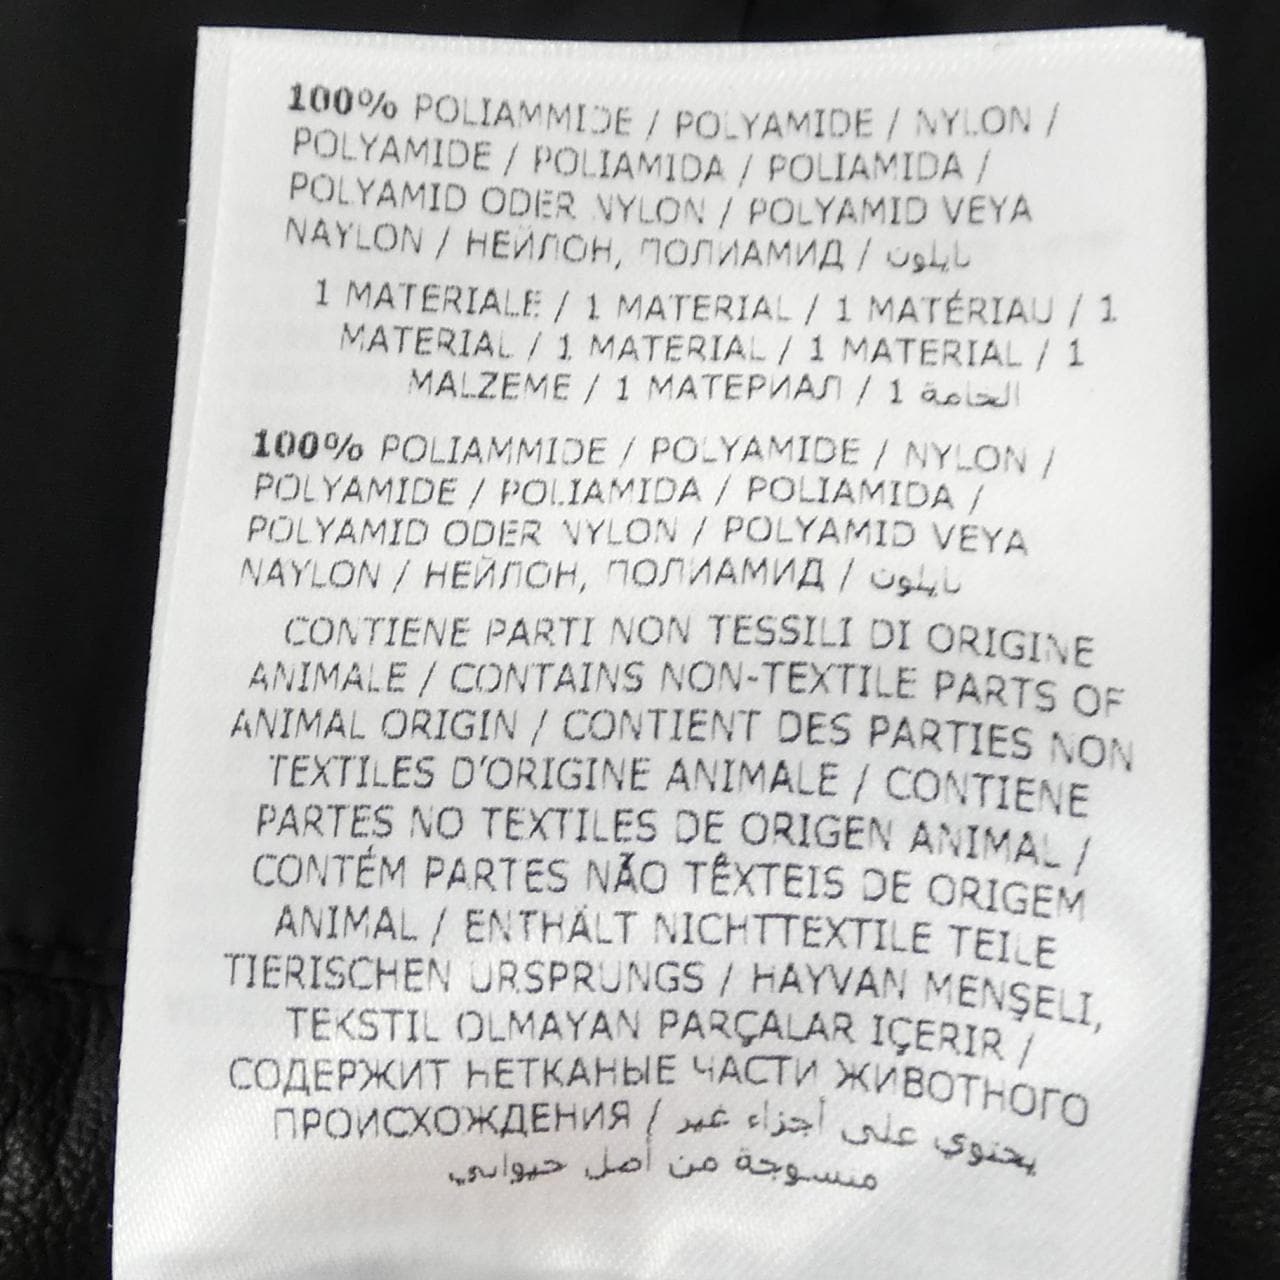 100% POLIAMMIDE / POLYAMIDE / NYLON /
POLYAMIDE / POLIAMIDA / POLIAMIDA /
POLYAMID ODER NYLON / POLYAMID VEYA
NAYLON / НЕЙЛОН, ПОЛИАМИД / نايلون
1 MATERIALE / 1 MATERIAL / 1 MATÉRIAU / 1
MATERIAL / 1 MATERIAL / 1 MATERIAL / 1
MALZEME / 1 МАТЕРИАЛ / 1 الخامة
100% POLIAMMIDE / POLYAMIDE / NYLON /
POLYAMIDE / POLIAMIDA / POLIAMIDA /
POLYAMID ODER NYLON / POLYAMID VEYA
NAYLON / НЕЙЛОН, ПОЛИАМИД / نايلون
CONTIENE PARTI NON TESSILI DI ORIGINE
ANIMALE / CONTAINS NON-TEXTILE PARTS OF
ANIMAL ORIGIN / CONTIENT DES PARTIES NON
TEXTILES D'ORIGINE ANIMALE / CONTIENE
PARTES NO TEXTILES DE ORIGEN ANIMAL /
CONTÉM PARTES NÃO TÊXTEIS DE ORIGEM
ANIMAL / ENTHÄLT NICHTTEXTILE TEILE
TIERISCHEN URSPRUNGS / HAYVAN MENŞELI,
TEKSTIL OLMAYAN PARÇALAR IÇERIR /
СОДЕРЖИТ НЕТКАНЫЕ ЧАСТИ ЖИВОТНОГО
ПРОИСХОЖДЕНИЯ / يحتوي على أجزاء غير
منسوجة من أصل حيواني